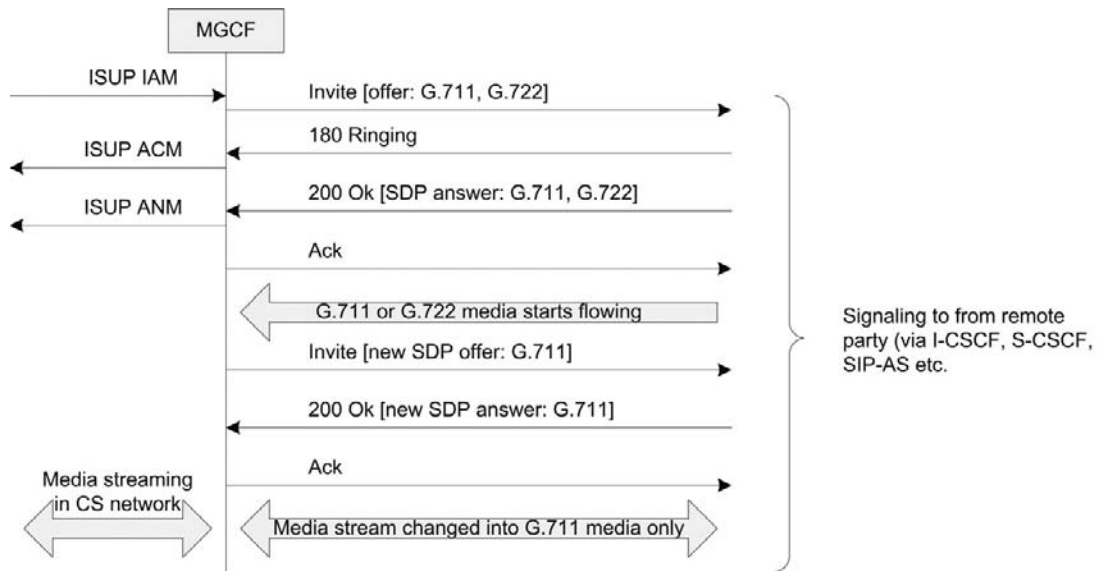 MGCF
ISUP IAM
Invite [offer: G.711, G.722]
180 Ringing
ISUP ACM
200 Ok [SDP answer: G.711, G.722]
ISUP ANM
Ack
G.711 or G.722 media starts flowing
Invite [new SDP offer: G.711]
200 Ok [new SDP answer: G.711]
Ack
Media streaming
in CS network
Media stream changed into G.711 media only
Signaling to from remote
party (via I-CSCF, S-CSCF,
SIP-AS etc.